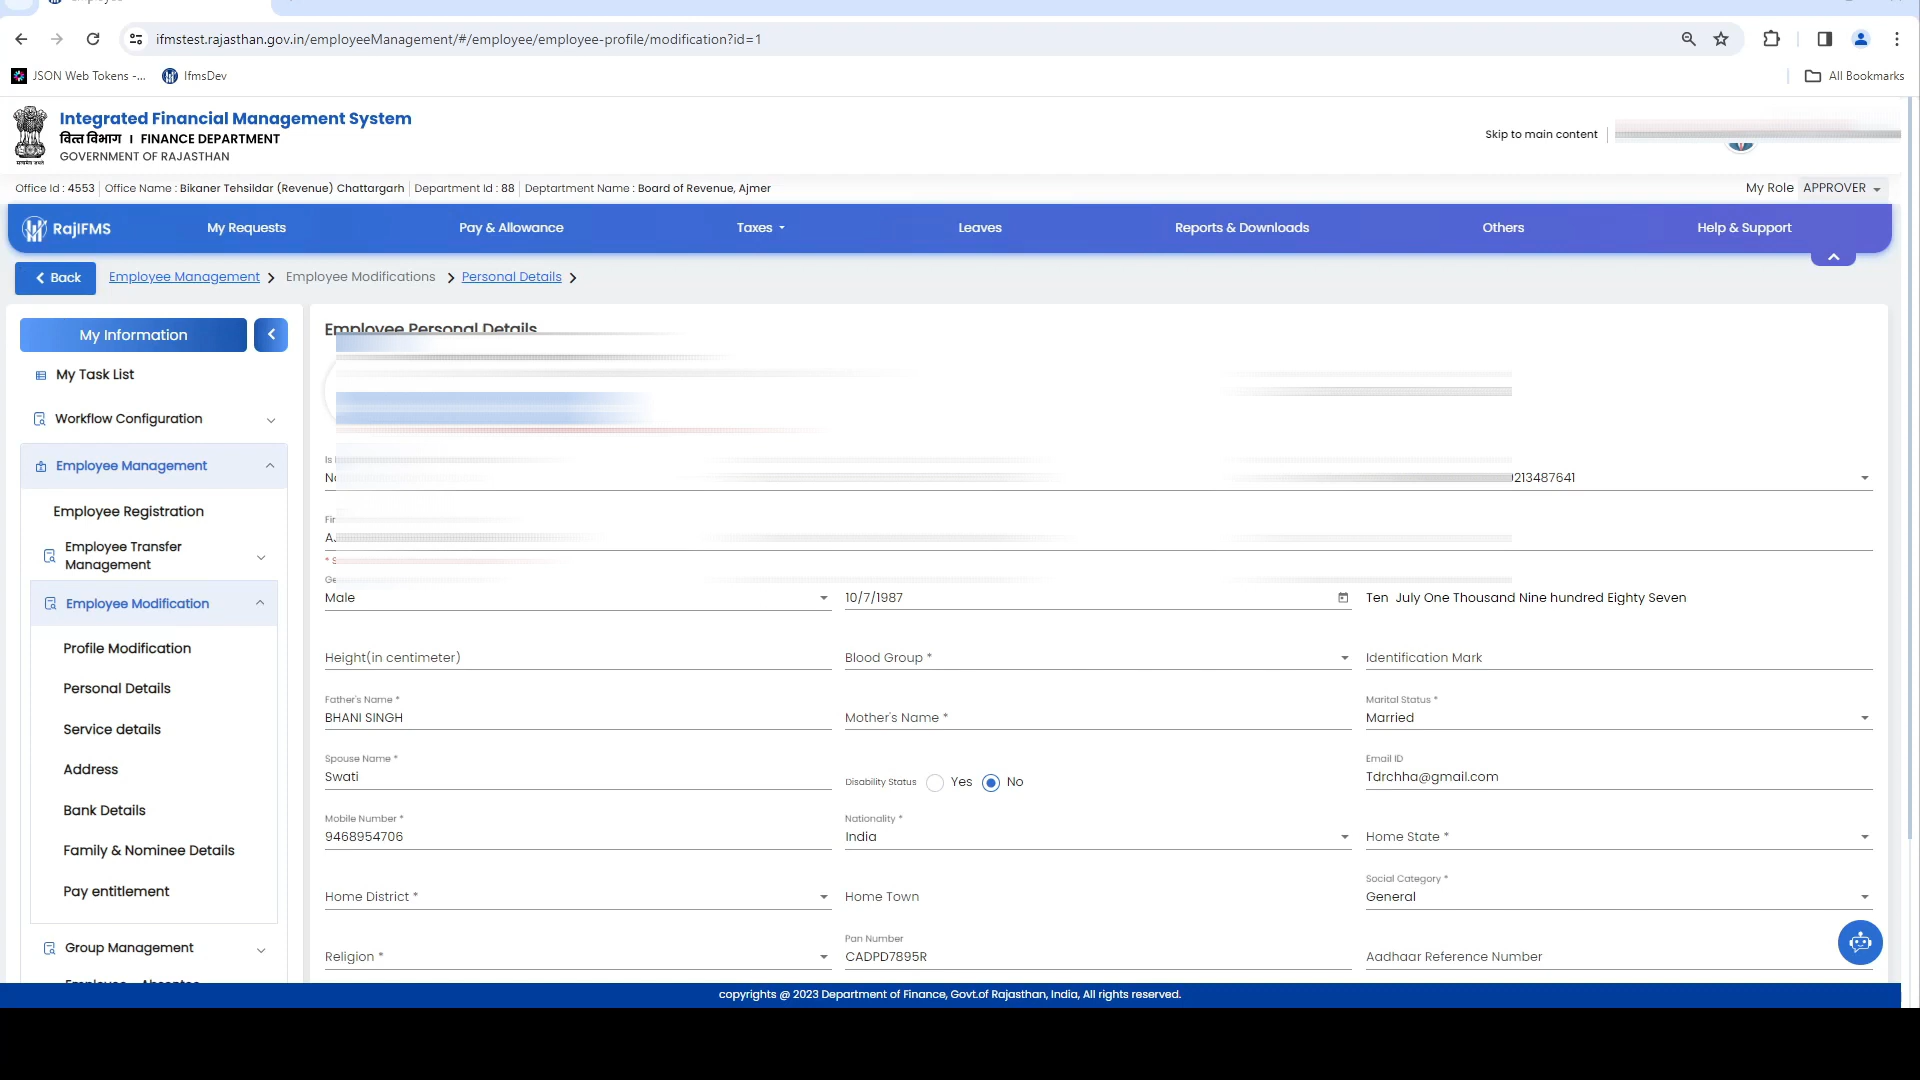 ifmstest.rajasthan.gov.in/employeeManagement/#/employee/employee-profile/modification?id=1
JSON Web Tokens -... IfmsDev All Bookmarks
Integrated Financial Management System
वित्त विभाग | FINANCE DEPARTMENT
GOVERNMENT OF RAJASTHAN
Skip to main content
Office Id : 4553 Office Name : Bikaner Tehsildar (Revenue) Chattargarh Department Id : 88 Deptartment Name : Board of Revenue, Ajmer My Role APPROVER
RajIFMS My Requests Pay & Allowance Taxes Leaves Reports & Downloads Others Help & Support
Back Employee Management Employee Modifications Personal Details
My Information
My Task List
Workflow Configuration
Employee Management
Employee Registration
Employee Transfer
Management
Employee Modification
Profile Modification
Personal Details
Service details
Address
Bank Details
Family & Nominee Details
Pay entitlement
Group Management
Employee Personal Details
213487641
Male 10/7/1987 Ten July One Thousand Nine hundred Eighty Seven
Height(in centimeter) Blood Group * Identification Mark
Father's Name * Marital Status *
BHANI SINGH Mother's Name * Married
Spouse Name * Email ID
Swati Disability Status Yes No Tdrchha@gmail.com
Mobile Number * Nationality *
9468954706 India Home State *
Social Category *
Home District * Home Town General
Pan Number
Religion * CADPD7895R Aadhaar Reference Number
copyrights @ 2023 Department of Finance, Govt.of Rajasthan, India, All rights reserved.